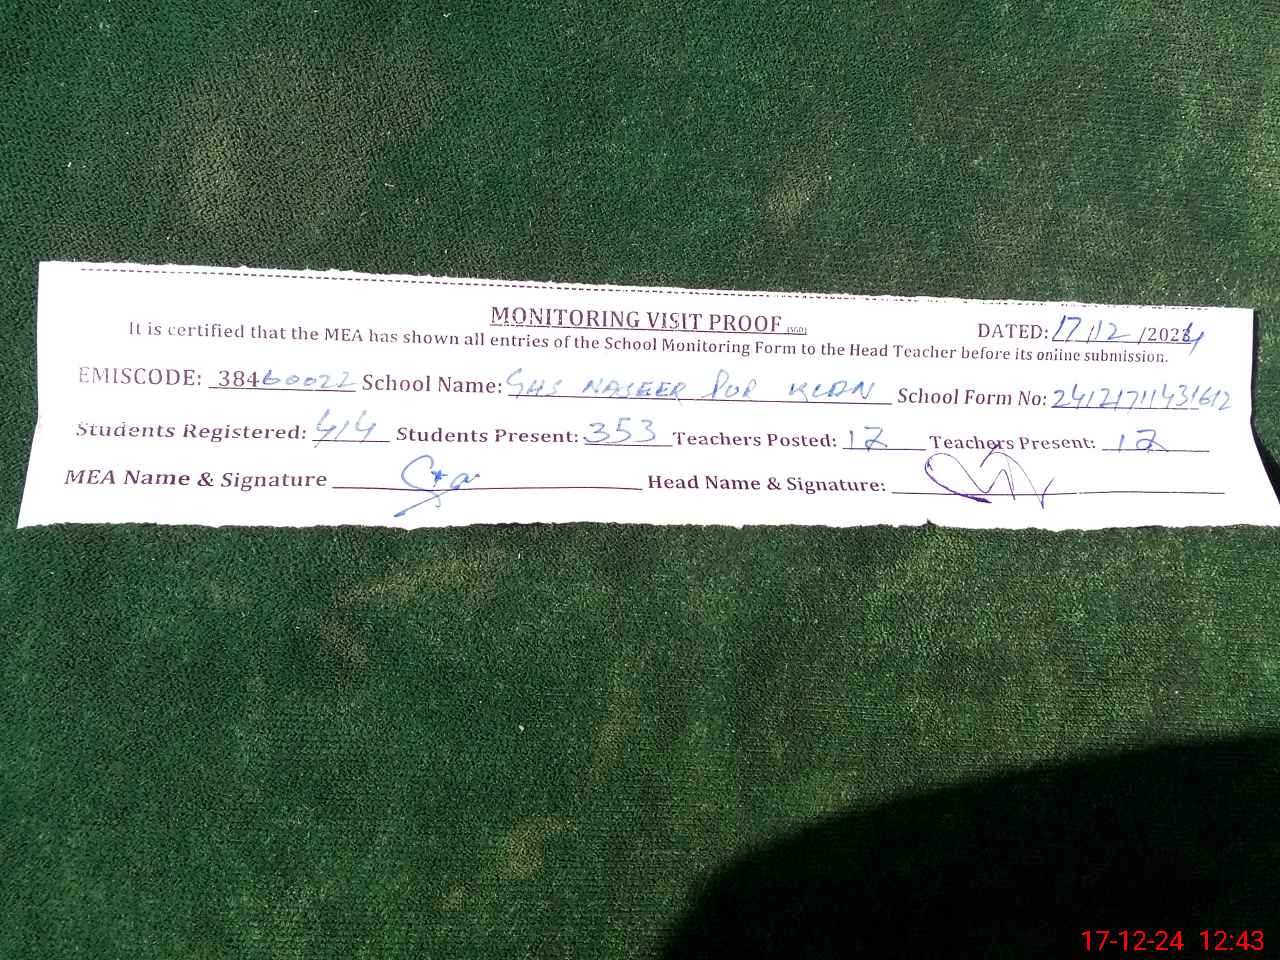 MONITORING VISIT PROOF (SGD) DATED: 17/12/2024
It is certified that the MEA has shown all entries of the School Monitoring Form to the Head Teacher before its online submission.
EMISCODE: 38460022 School Name: GHS NASEER PUR KLAN School Form No: 24121711431612
Students Registered: 414 Students Present: 353 Teachers Posted: 12 Teachers Present: 12
MEA Name & Signature Head Name & Signature:
17-12-24 12:43